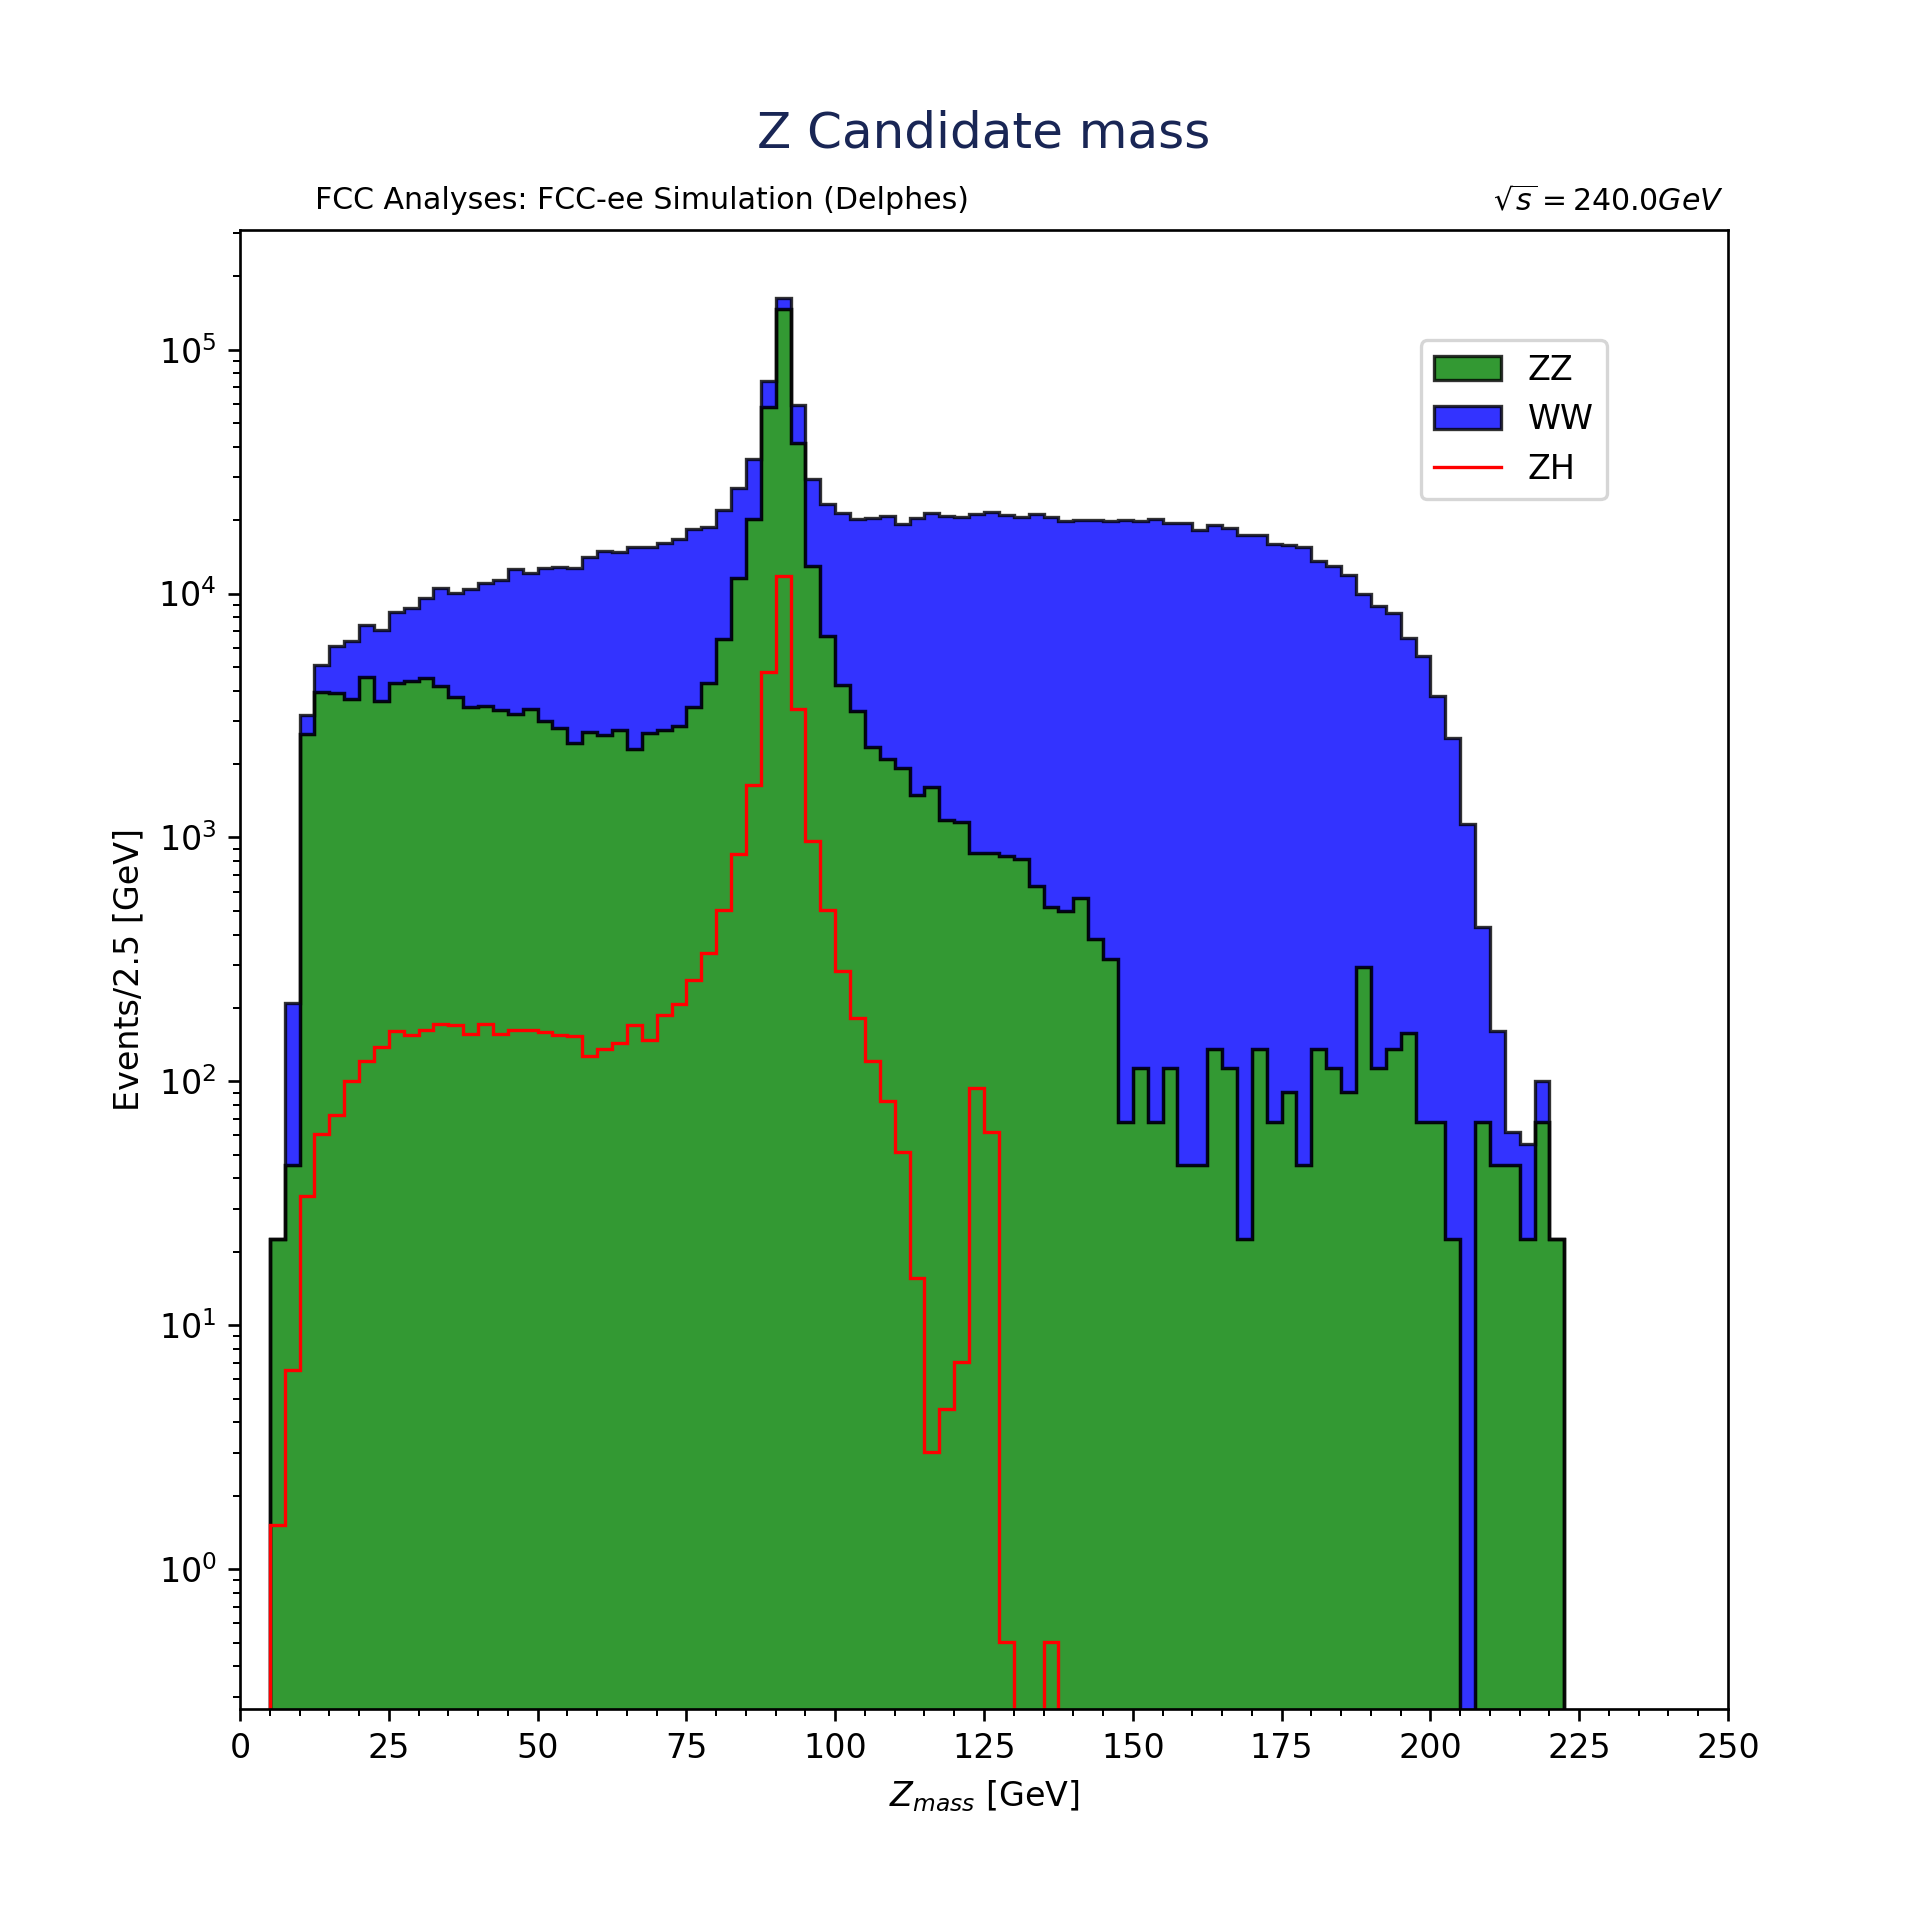 Z Candidate mass
FCC Analyses: FCC-ee Simulation (Delphes)
√s = 240.0GeV
10⁵
10⁴
10³
10²
10¹
10⁰
Events/2.5 [GeV]
ZZ
WW
ZH
0 25 50 75 100 125 150 175 200 225 250
Z_mass [GeV]